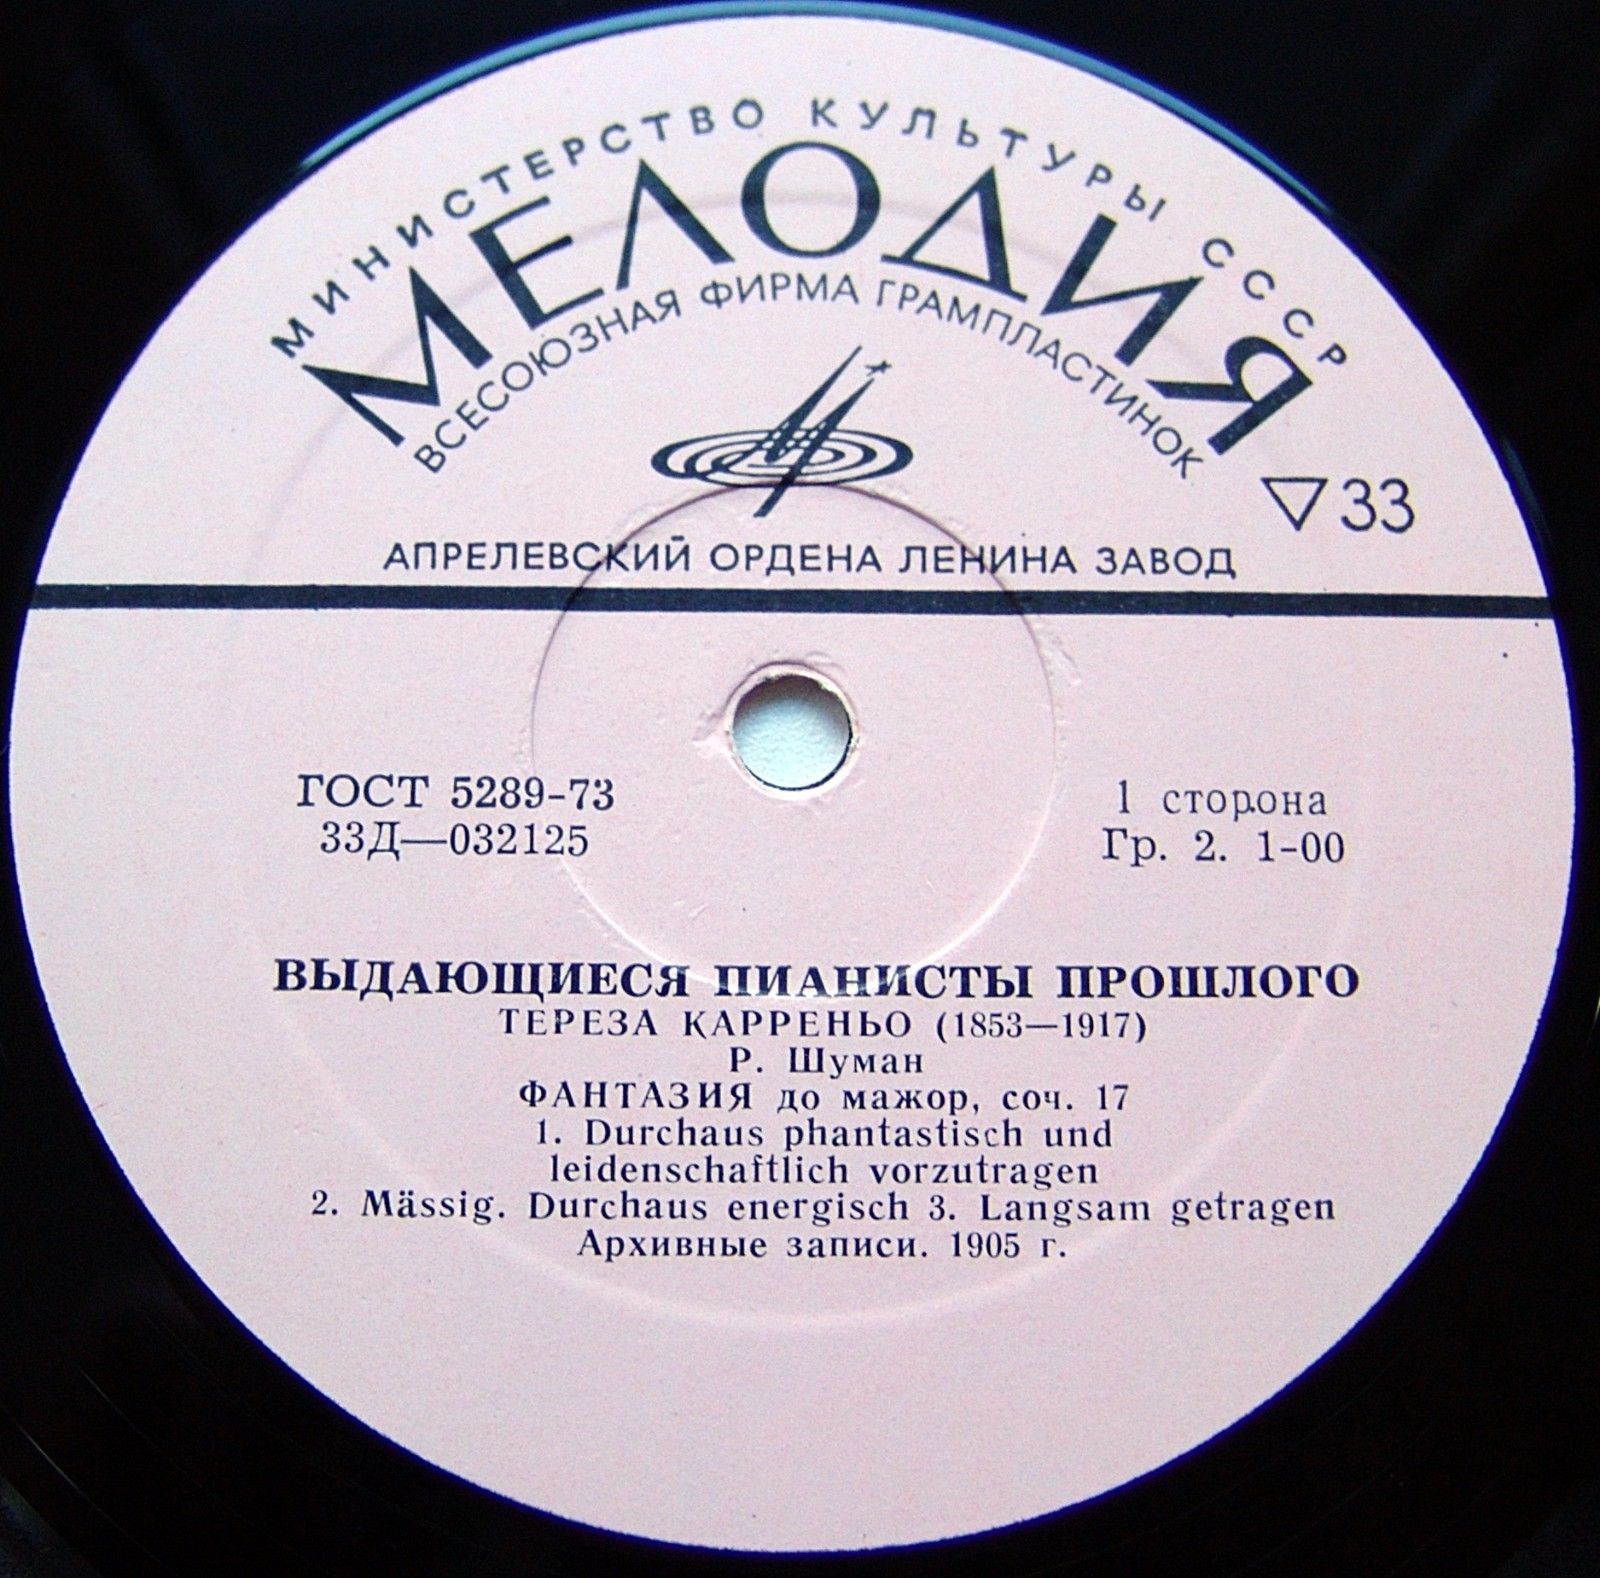 МИНИСТЕРСТВО КУЛЬТУРЫ СССР
МЕЛОДИЯ
ВСЕСОЮЗНАЯ ФИРМА ГРАМПЛАСТИНОК
▽33
АПРЕЛЕВСКИЙ ОРДЕНА ЛЕНИНА ЗАВОД
ГОСТ 5289-73
33Д—032125
1 сторона
Гр. 2. 1-00
ВЫДАЮЩИЕСЯ ПИАНИСТЫ ПРОШЛОГО
ТЕРЕЗА КАРРЕНЬО (1853—1917)
Р. Шуман
ФАНТАЗИЯ до мажор, соч. 17
1. Durchaus phantastisch und
leidenschaftlich vorzutragen
2. Mässig. Durchaus energisch 3. Langsam getragen
Архивные записи. 1905 г.